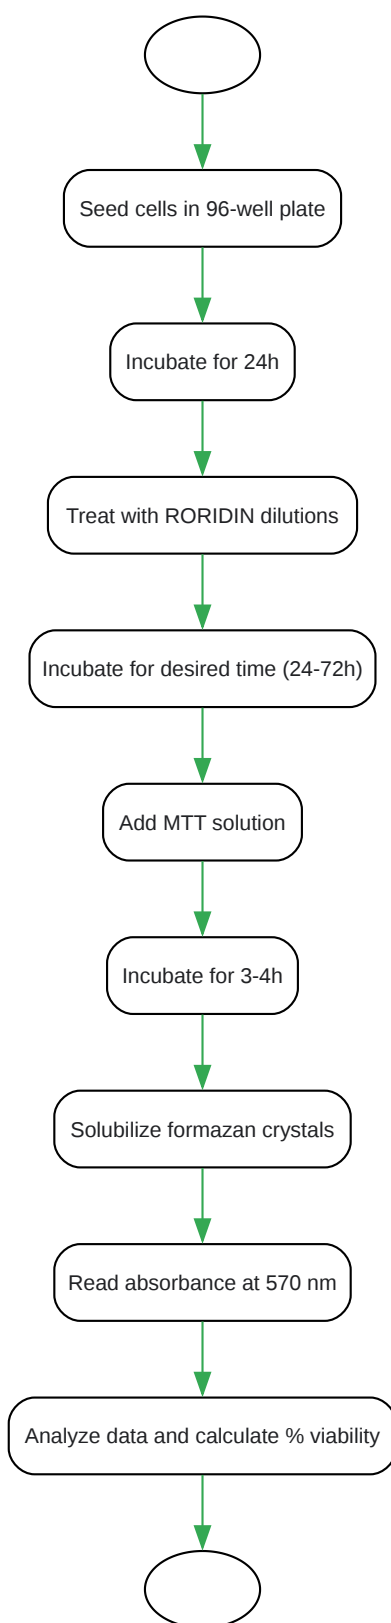 Seed cells in 96-well plate
Incubate for 24h
Treat with RORIDIN dilutions
Incubate for desired time (24-72h)
Add MTT solution
Incubate for 3-4h
Solubilize formazan crystals
Read absorbance at 570 nm
Analyze data and calculate % viability